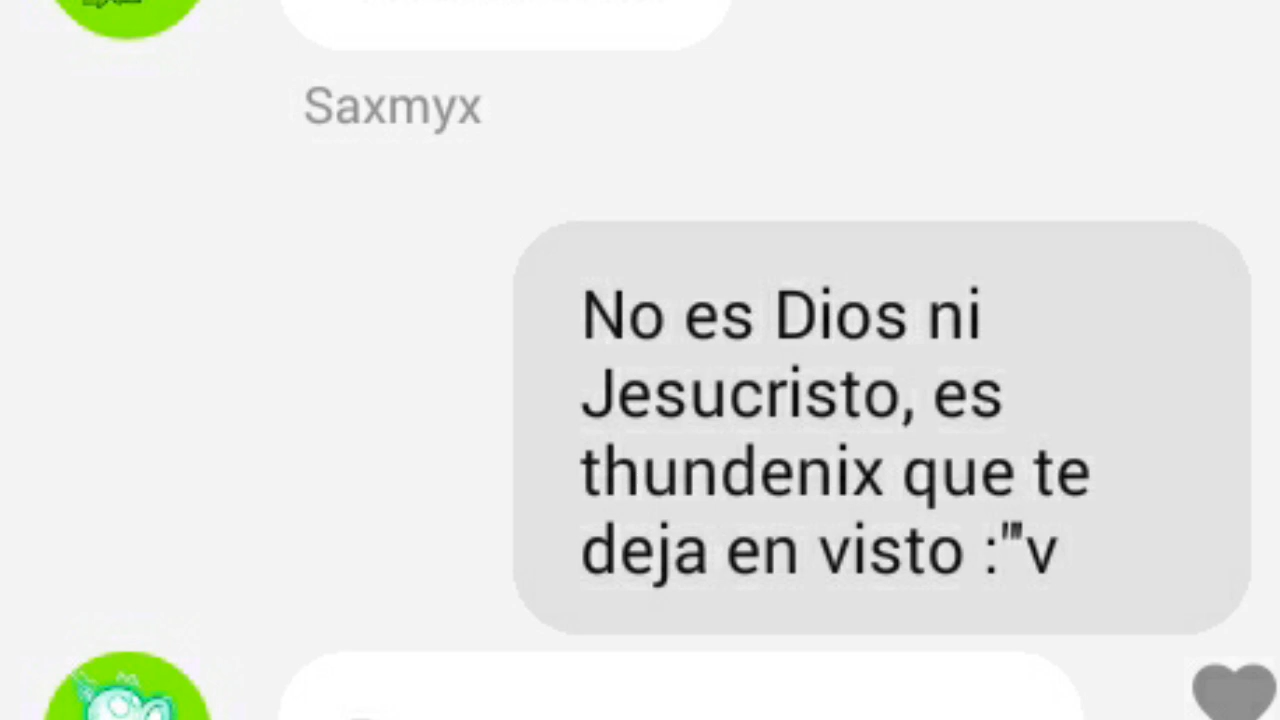 Saxmyx
No es Dios ni
Jesucristo, es
thundenix que te
deja en visto :'''v